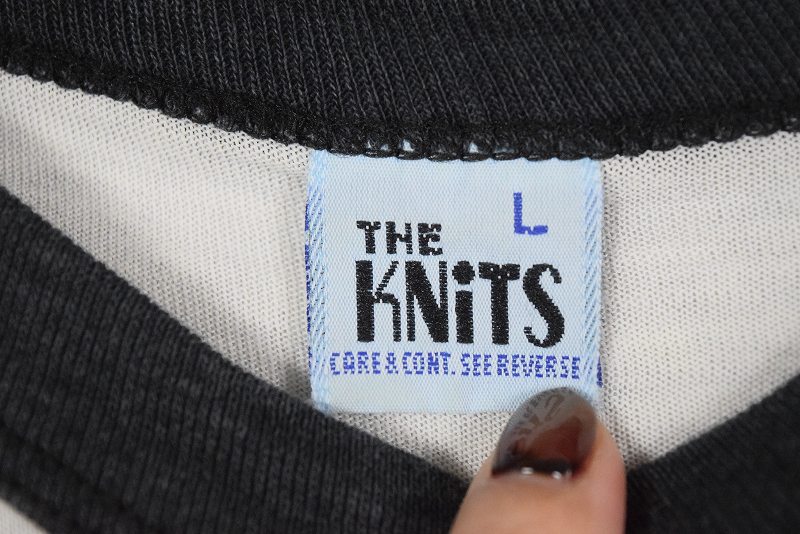 L
THE
KNiTS
CARE & CONT. SEE REVERSE